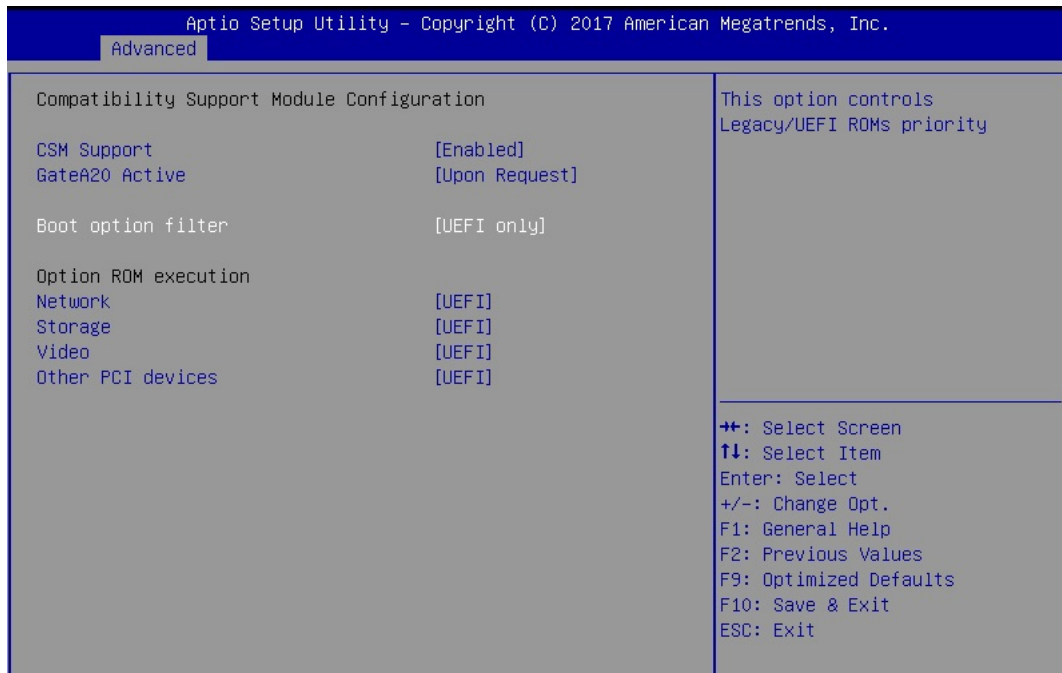 Aptio Setup Utility – Copyright (C) 2017 American Megatrends, Inc.
Advanced
Compatibility Support Module Configuration
CSM Support [Enabled]
GateA20 Active [Upon Request]
Boot option filter [UEFI only]
Option ROM execution
Network [UEFI]
Storage [UEFI]
Video [UEFI]
Other PCI devices [UEFI]
This option controls
Legacy/UEFI ROMs priority
→←: Select Screen
↑↓: Select Item
Enter: Select
+/-: Change Opt.
F1: General Help
F2: Previous Values
F9: Optimized Defaults
F10: Save & Exit
ESC: Exit